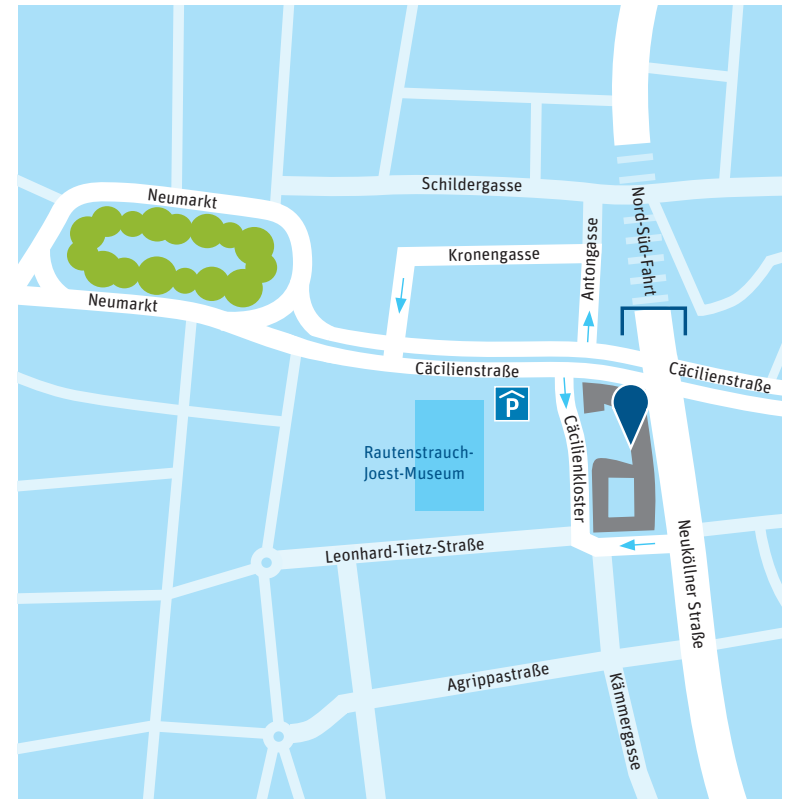 Neumarkt
Schildergasse
Nord-Süd-Fahrt
Antongasse
Kronengasse
Neumarkt
Cäcilienstraße
Cäcilienstraße
P
Cäcilienkloster
Rautenstrauch-
Joest-Museum
Leonhard-Tietz-Straße
Neuköllner Straße
Agrippastraße
Kämmergasse